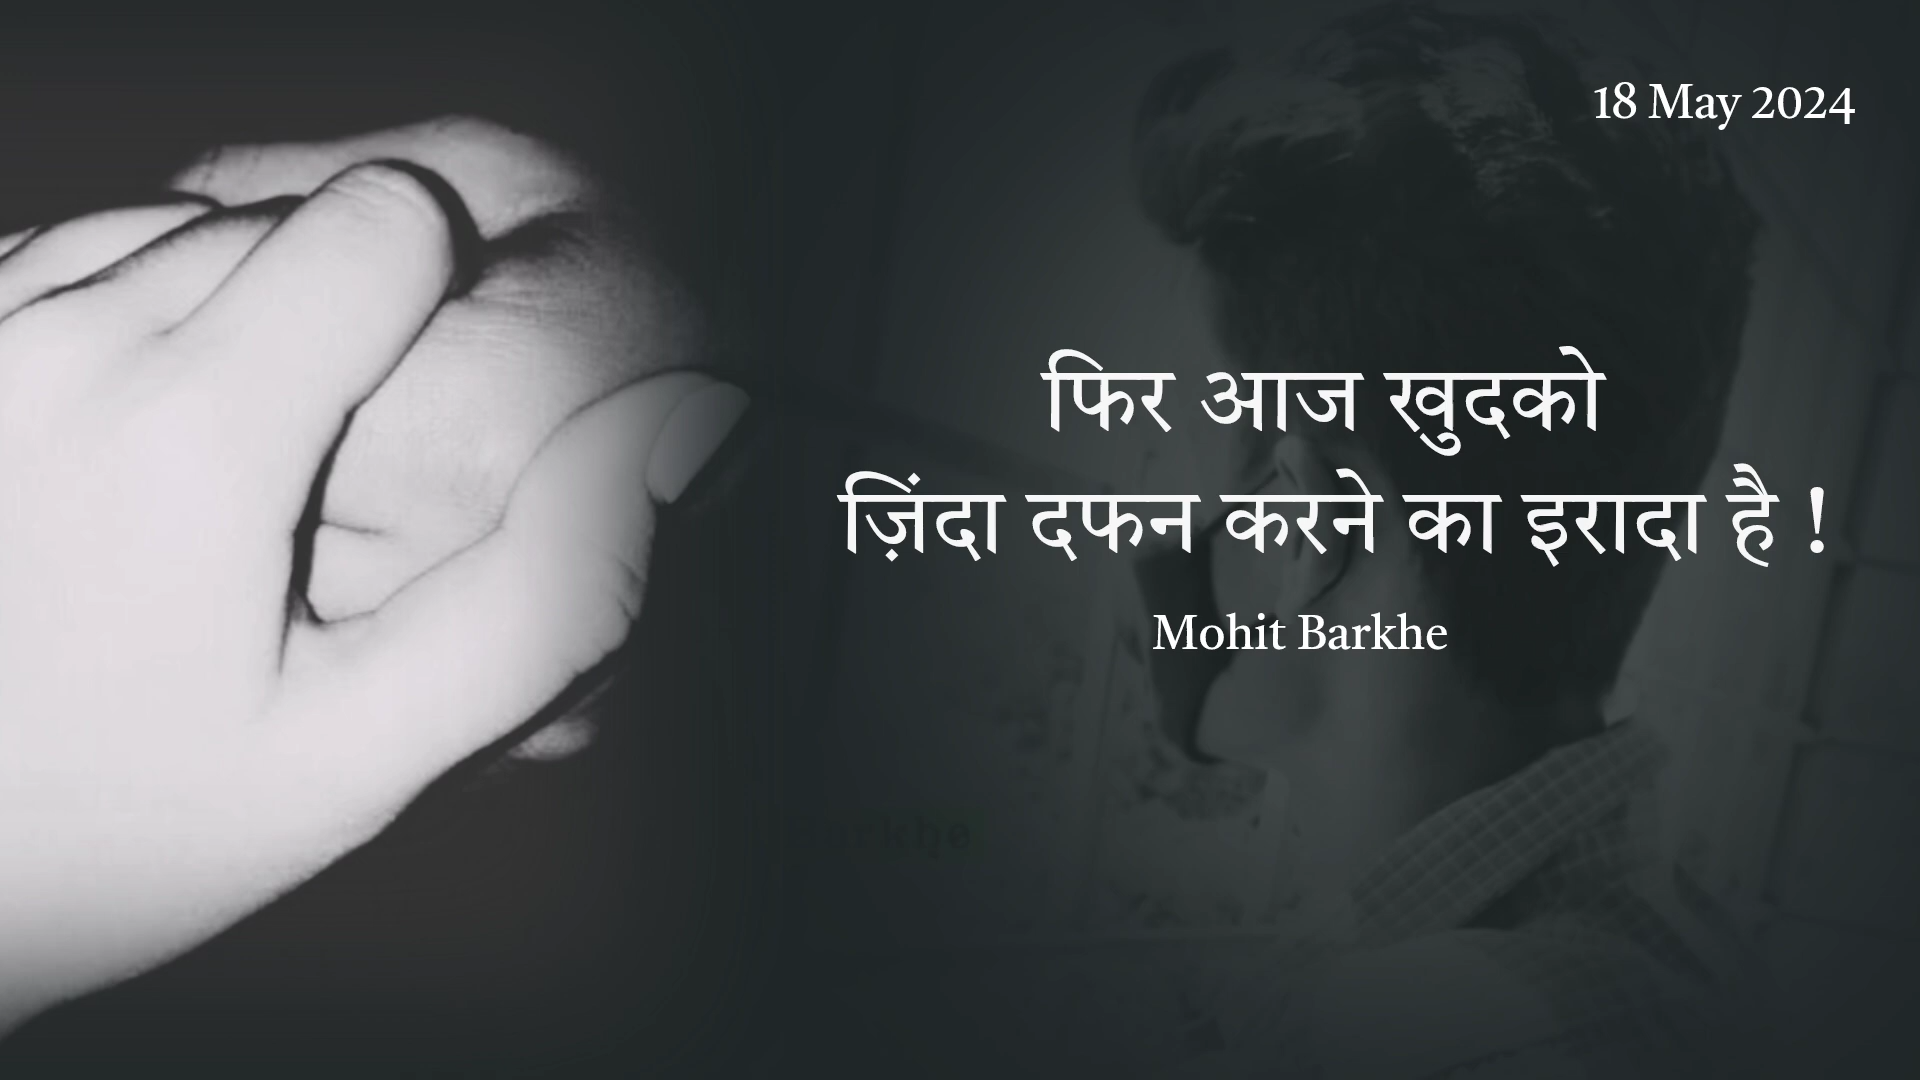 18 May 2024
फिर आज खुदको
ज़िंदा दफन करने का इरादा है !
Mohit Barkhe